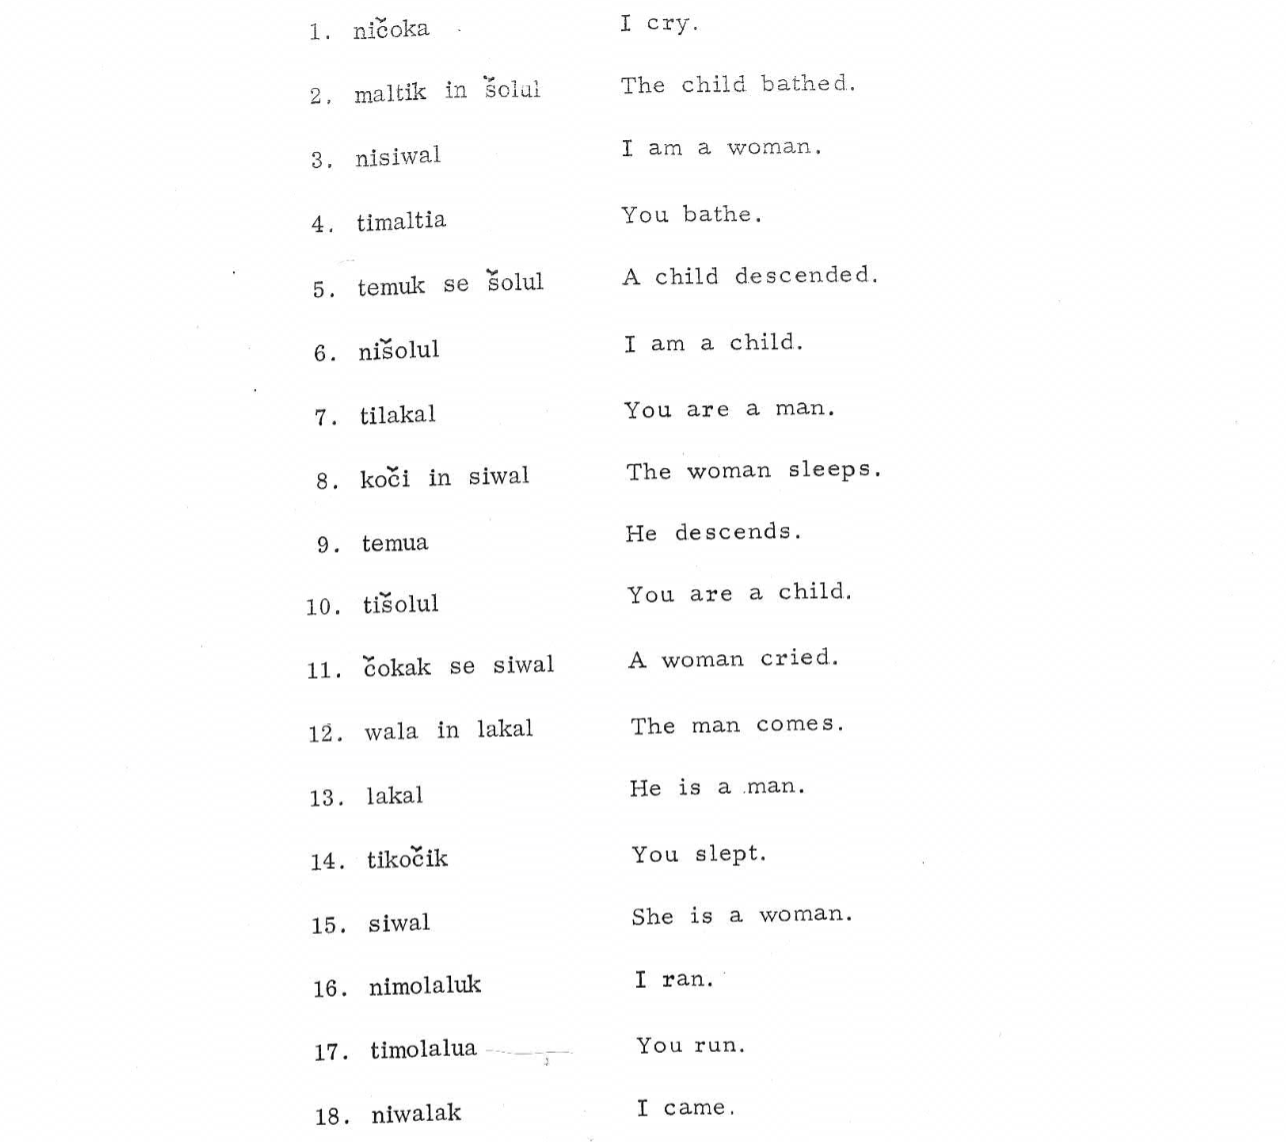 1. ničoka I cry.
2. maltik in šolul The child bathed.
3. nisiwal I am a woman.
4. timaltia You bathe.
5. temuk se šolul A child descended.
6. nišolul I am a child.
7. tilakal You are a man.
8. koči in siwal The woman sleeps.
9. temua He descends.
10. tišolul You are a child.
11. čokak se siwal A woman cried.
12. wala in lakal The man comes.
13. lakal He is a man.
14. tikočik You slept.
15. siwal She is a woman.
16. nimolaluk I ran.
17. timolalua You run.
18. niwalak I came.